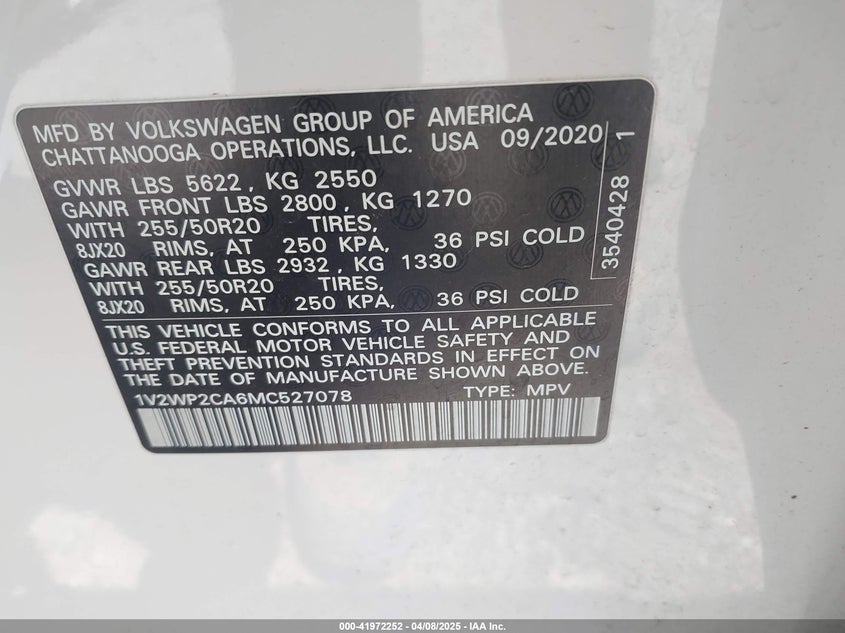 MFD BY VOLKSWAGEN GROUP OF AMERICA
CHATTANOOGA OPERATIONS, LLC. USA 09/2020
GVWR LBS 5622, KG 2550
GAWR FRONT LBS 2800, KG 1270
WITH 255/50R20 TIRES,
8JX20 RIMS, AT 250 KPA, 36 PSI COLD
GAWR REAR LBS 2932, KG 1330
WITH 255/50R20 TIRES,
8JX20 RIMS, AT 250 KPA, 36 PSI COLD
THIS VEHICLE CONFORMS TO ALL APPLICABLE
U.S. FEDERAL MOTOR VEHICLE SAFETY AND
THEFT PREVENTION STANDARDS IN EFFECT ON
THE DATE OF MANUFACTURE SHOWN ABOVE.
1V2WP2CA6MC527078 TYPE: MPV
3540428 1
000-41972252 | 04/08/2025 - IAA Inc.